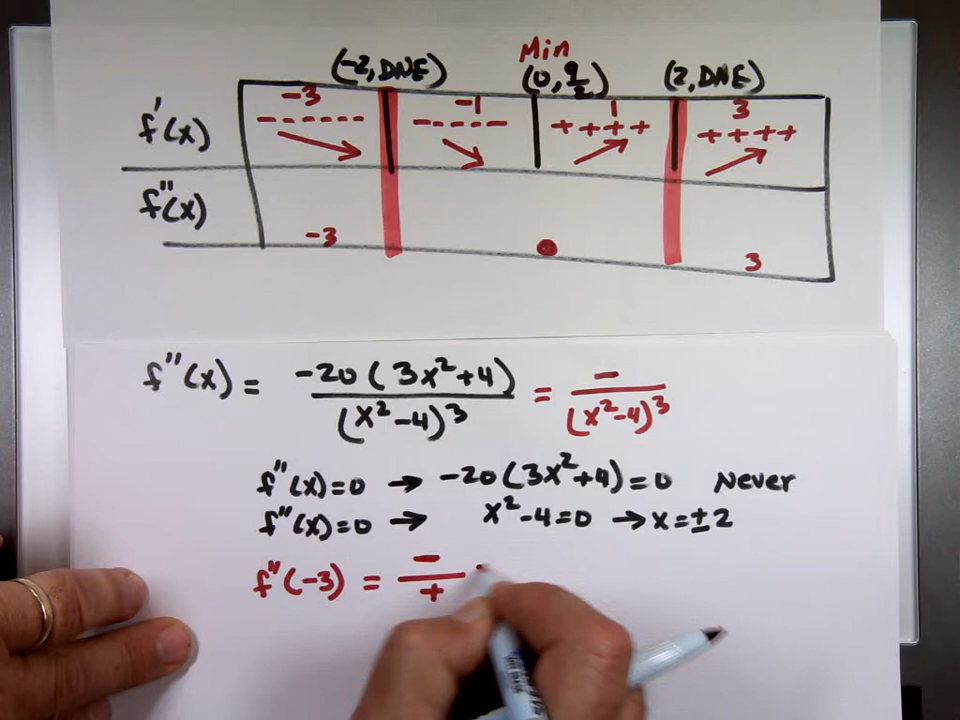 Min
(-2, DNE) (0, 9/2) (2, DNE)
f'(x) -3 ----- -1 ----- 1 ++++ 3 ++++
f''(x) -3 3
f''(x) = -20(3x²+4)/(x²-4)³ = -/(x²-4)³
f''(x)=0 → -20(3x²+4)=0 Never
f''(x)=0 → x²-4=0 → x=±2
f''(-3) = -/+